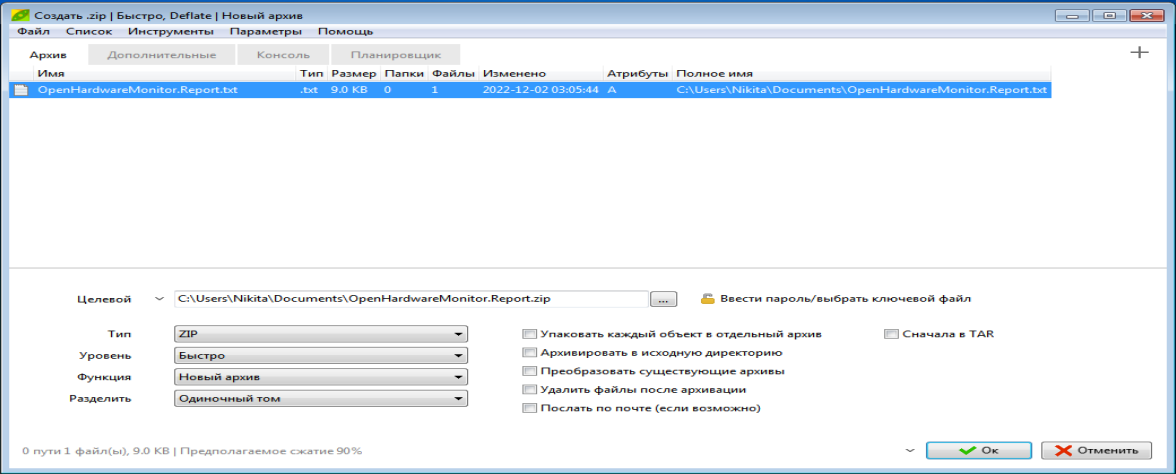 Создать .zip | Быстро, Deflate | Новый архив
Файл Список Инструменты Параметры Помощь
Архив Дополнительные Консоль Планировщик
Имя Тип Размер Папки Файлы Изменено Атрибуты Полное имя
OpenHardwareMonitor.Report.txt .txt 9.0 KB 0 1 2022-12-02 03:05:44 A C:\Users\Nikita\Documents\OpenHardwareMonitor.Report.txt
Целевой C:\Users\Nikita\Documents\OpenHardwareMonitor.Report.zip ... Ввести пароль/выбрать ключевой файл
Тип ZIP Упаковать каждый объект в отдельный архив Сначала в TAR
Уровень Быстро Архивировать в исходную директорию
Функция Новый архив Преобразовать существующие архивы
Разделить Одиночный том Удалить файлы после архивации
Послать по почте (если возможно)
0 пути 1 файл(ы), 9.0 KB | Предполагаемое сжатие 90% Ок Отменить